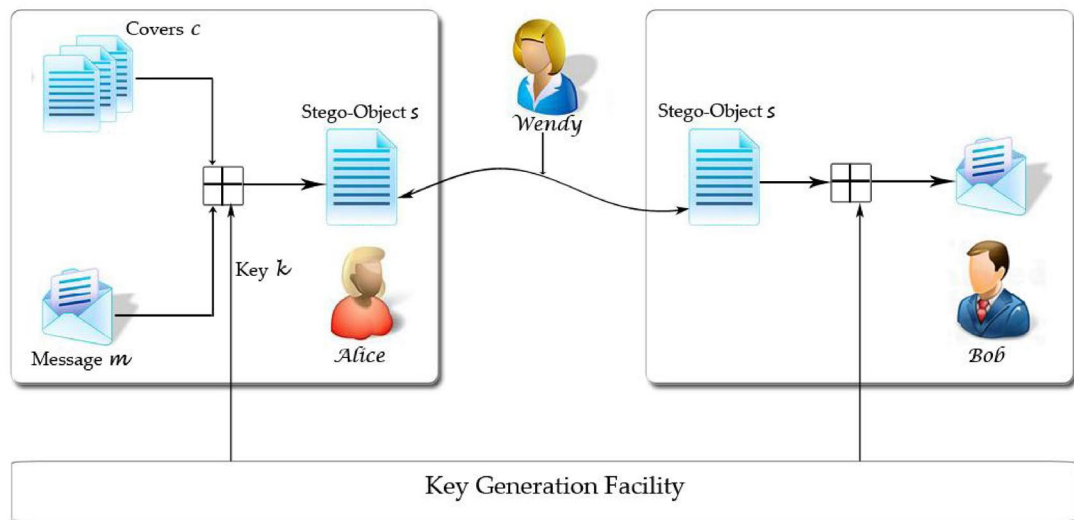 Covers c
Stego-Object s
Wendy
Stego-Object s
Key k
Message m
Alice
Bob
Key Generation Facility